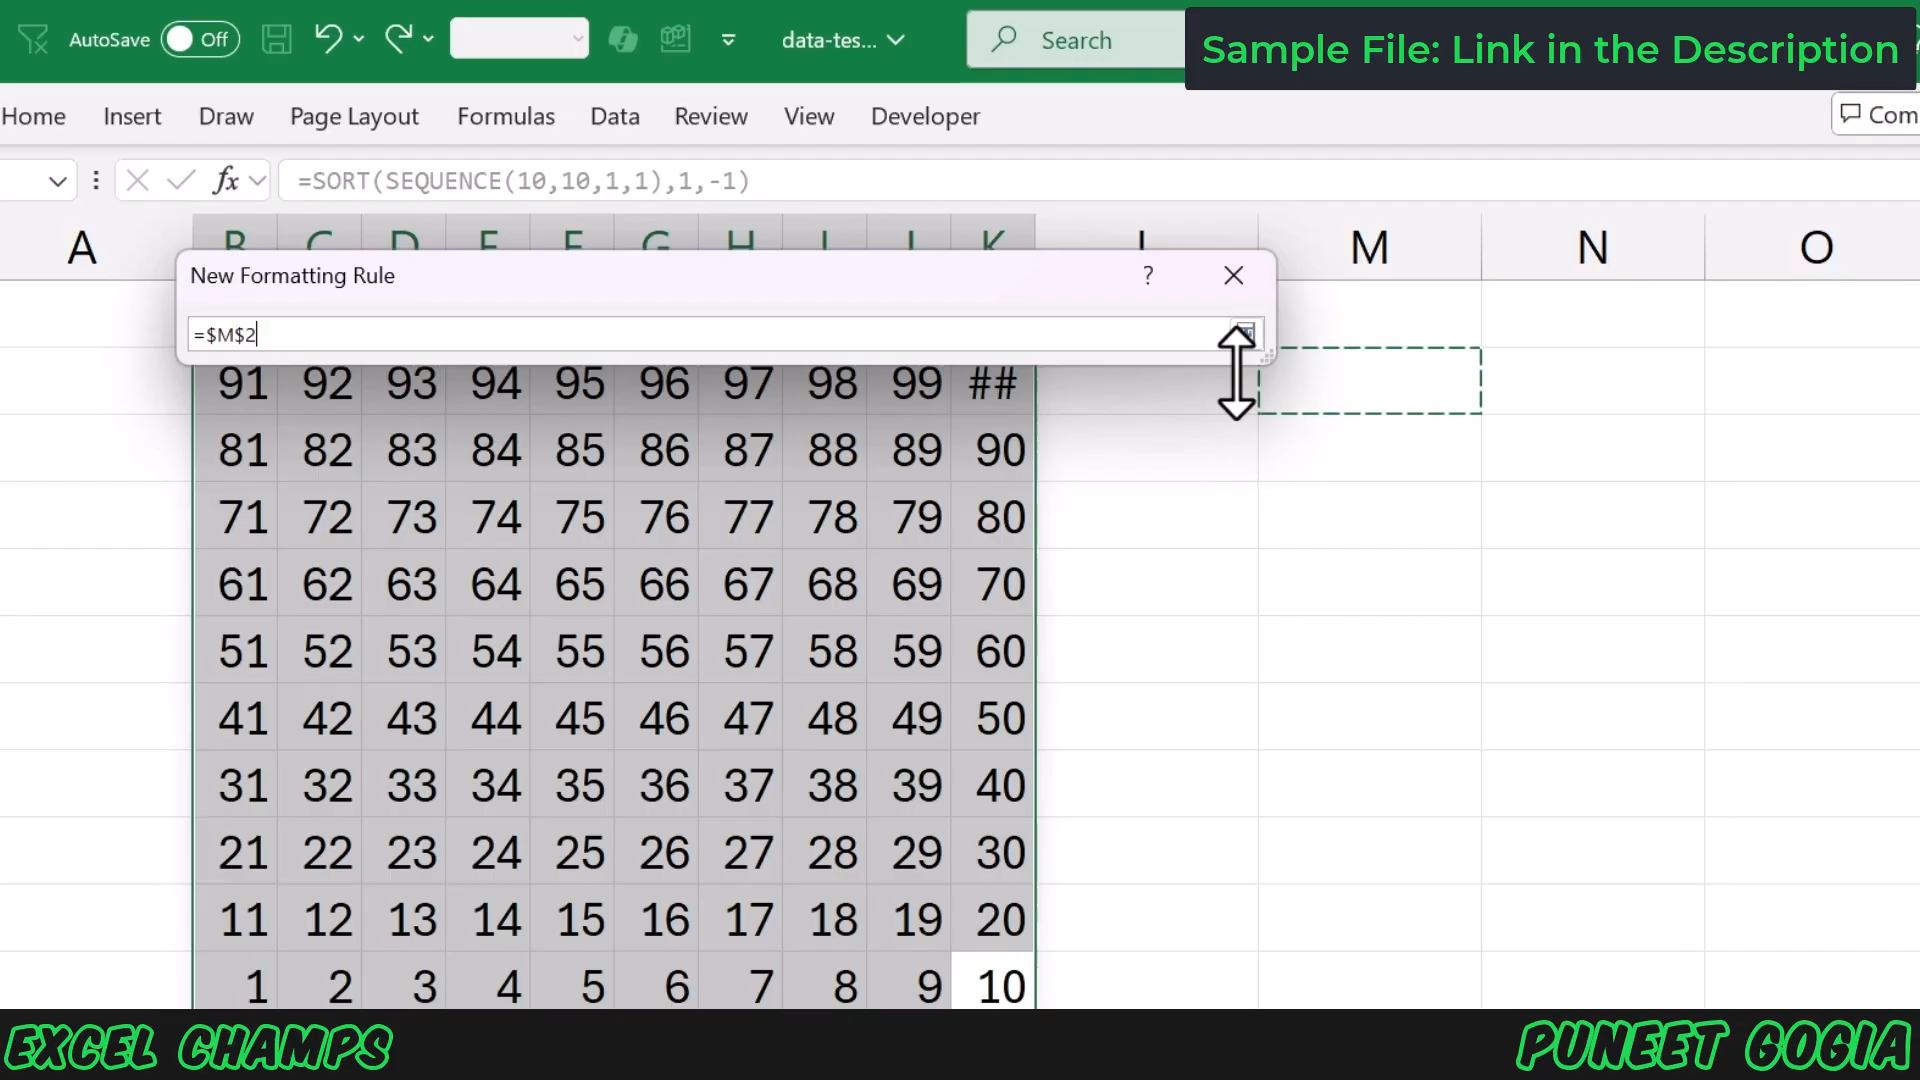 AutoSave Off data-tes... Search Sample File: Link in the Description
Home Insert Draw Page Layout Formulas Data Review View Developer Com
fx =SORT(SEQUENCE(10,10,1,1),1,-1)
A B C D E F G H I J K L M N O
New Formatting Rule ?
=$M$2
91 92 93 94 95 96 97 98 99 ##
81 82 83 84 85 86 87 88 89 90
71 72 73 74 75 76 77 78 79 80
61 62 63 64 65 66 67 68 69 70
51 52 53 54 55 56 57 58 59 60
41 42 43 44 45 46 47 48 49 50
31 32 33 34 35 36 37 38 39 40
21 22 23 24 25 26 27 28 29 30
11 12 13 14 15 16 17 18 19 20
1 2 3 4 5 6 7 8 9 10
EXCEL CHAMPS PUNEET GOGIA